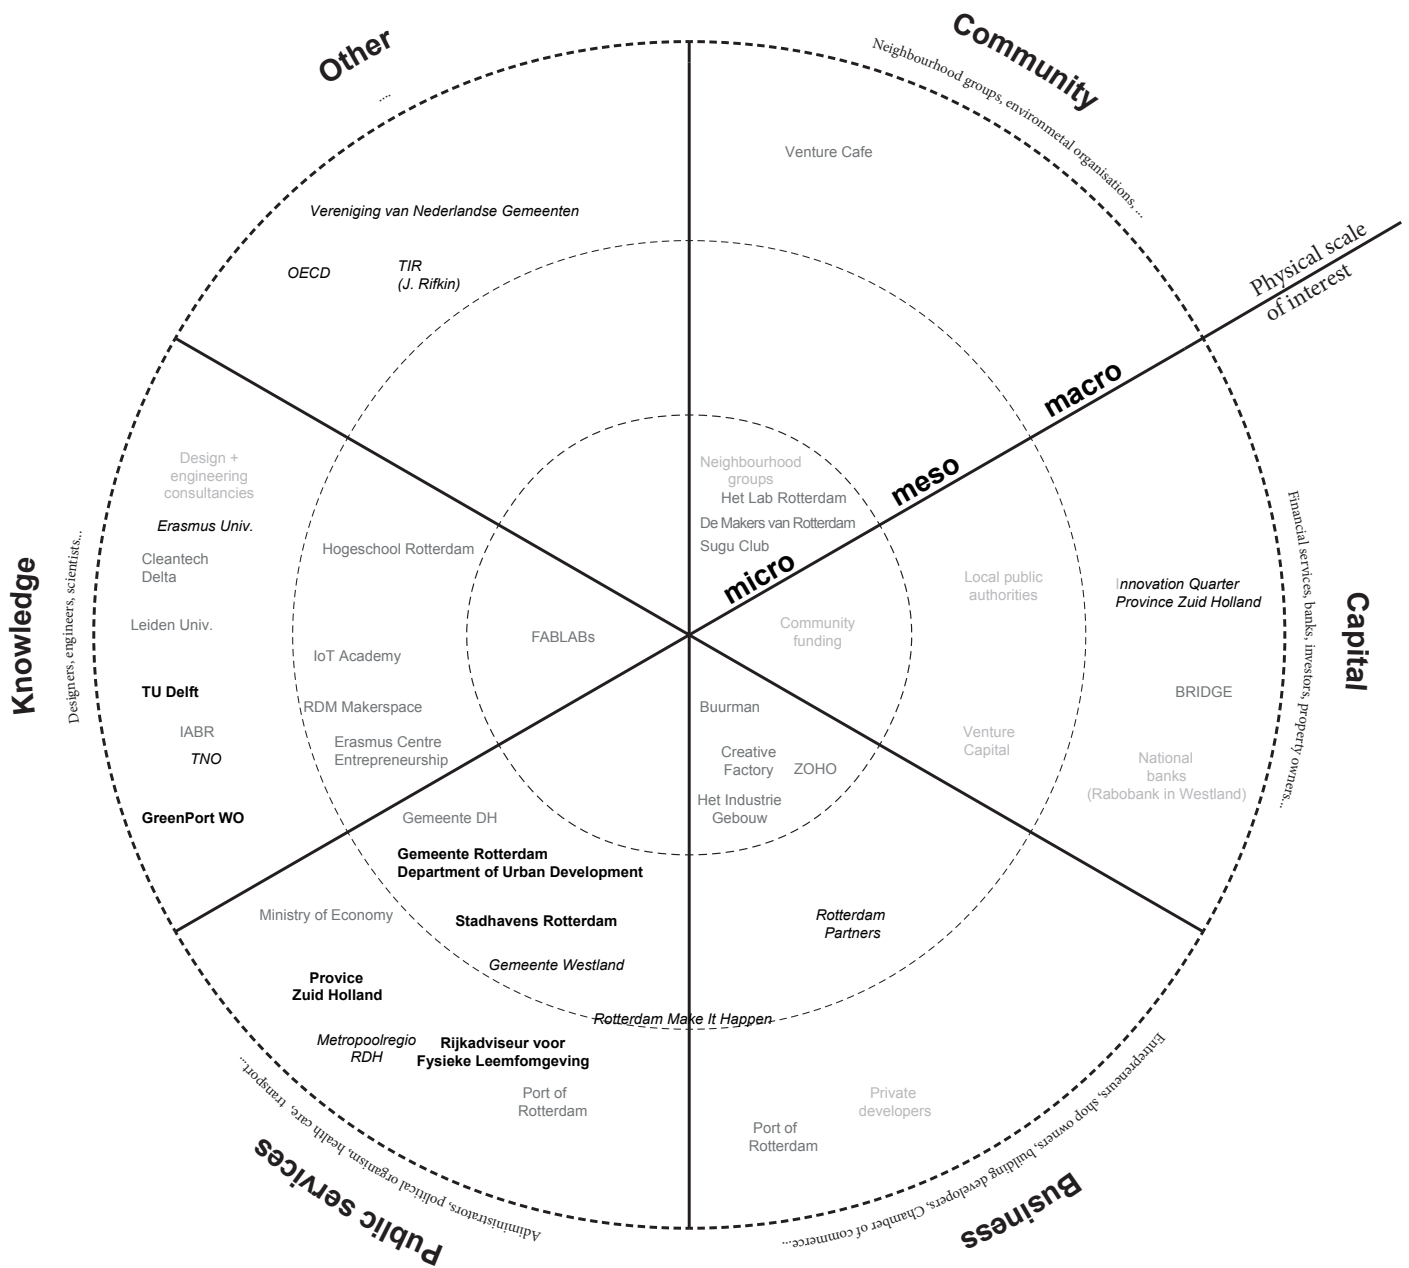 Other
....
Community
Neighbourhood groups, environmetal organisations, ...
Venture Cafe
Vereniging van Nederlandse Gemeenten
OECD
TIR
(J. Rifkin)
Physical scale
of interest
macro
meso
micro
Neighbourhood
groups
Het Lab Rotterdam
De Makers van Rotterdam
Sugu Club
Knowledge
Designers, engineers, scientists...
Design +
engineering
consultancies
Erasmus Univ.
Cleantech
Delta
Leiden Univ.
TU Delft
IABR
TNO
GreenPort WO
Hogeschool Rotterdam
IoT Academy
RDM Makerspace
Erasmus Centre
Entrepreneurship
FABLABs
Capital
Financial services, banks, investors, property owners...
Community
funding
Local public
authorities
Venture
Capital
Innovation Quarter
Province Zuid Holland
BRIDGE
National
banks
(Rabobank in Westland)
Buurman
Creative
Factory
ZOHO
Het Industrie
Gebouw
Rotterdam
Partners
Private
developers
Port of
Rotterdam
Business
Entrepreneurs, shop owners, building developers, Chamber of commerce...
Gemeente DH
Gemeente Rotterdam
Department of Urban Development
Ministry of Economy
Stadhavens Rotterdam
Gemeente Westland
Provice
Zuid Holland
Rotterdam Make It Happen
Metropoolregio
RDH
Rijkadviseur voor
Fysieke Leemfomgeving
Port of
Rotterdam
Public services
Administrators, political organism, health care, transport...